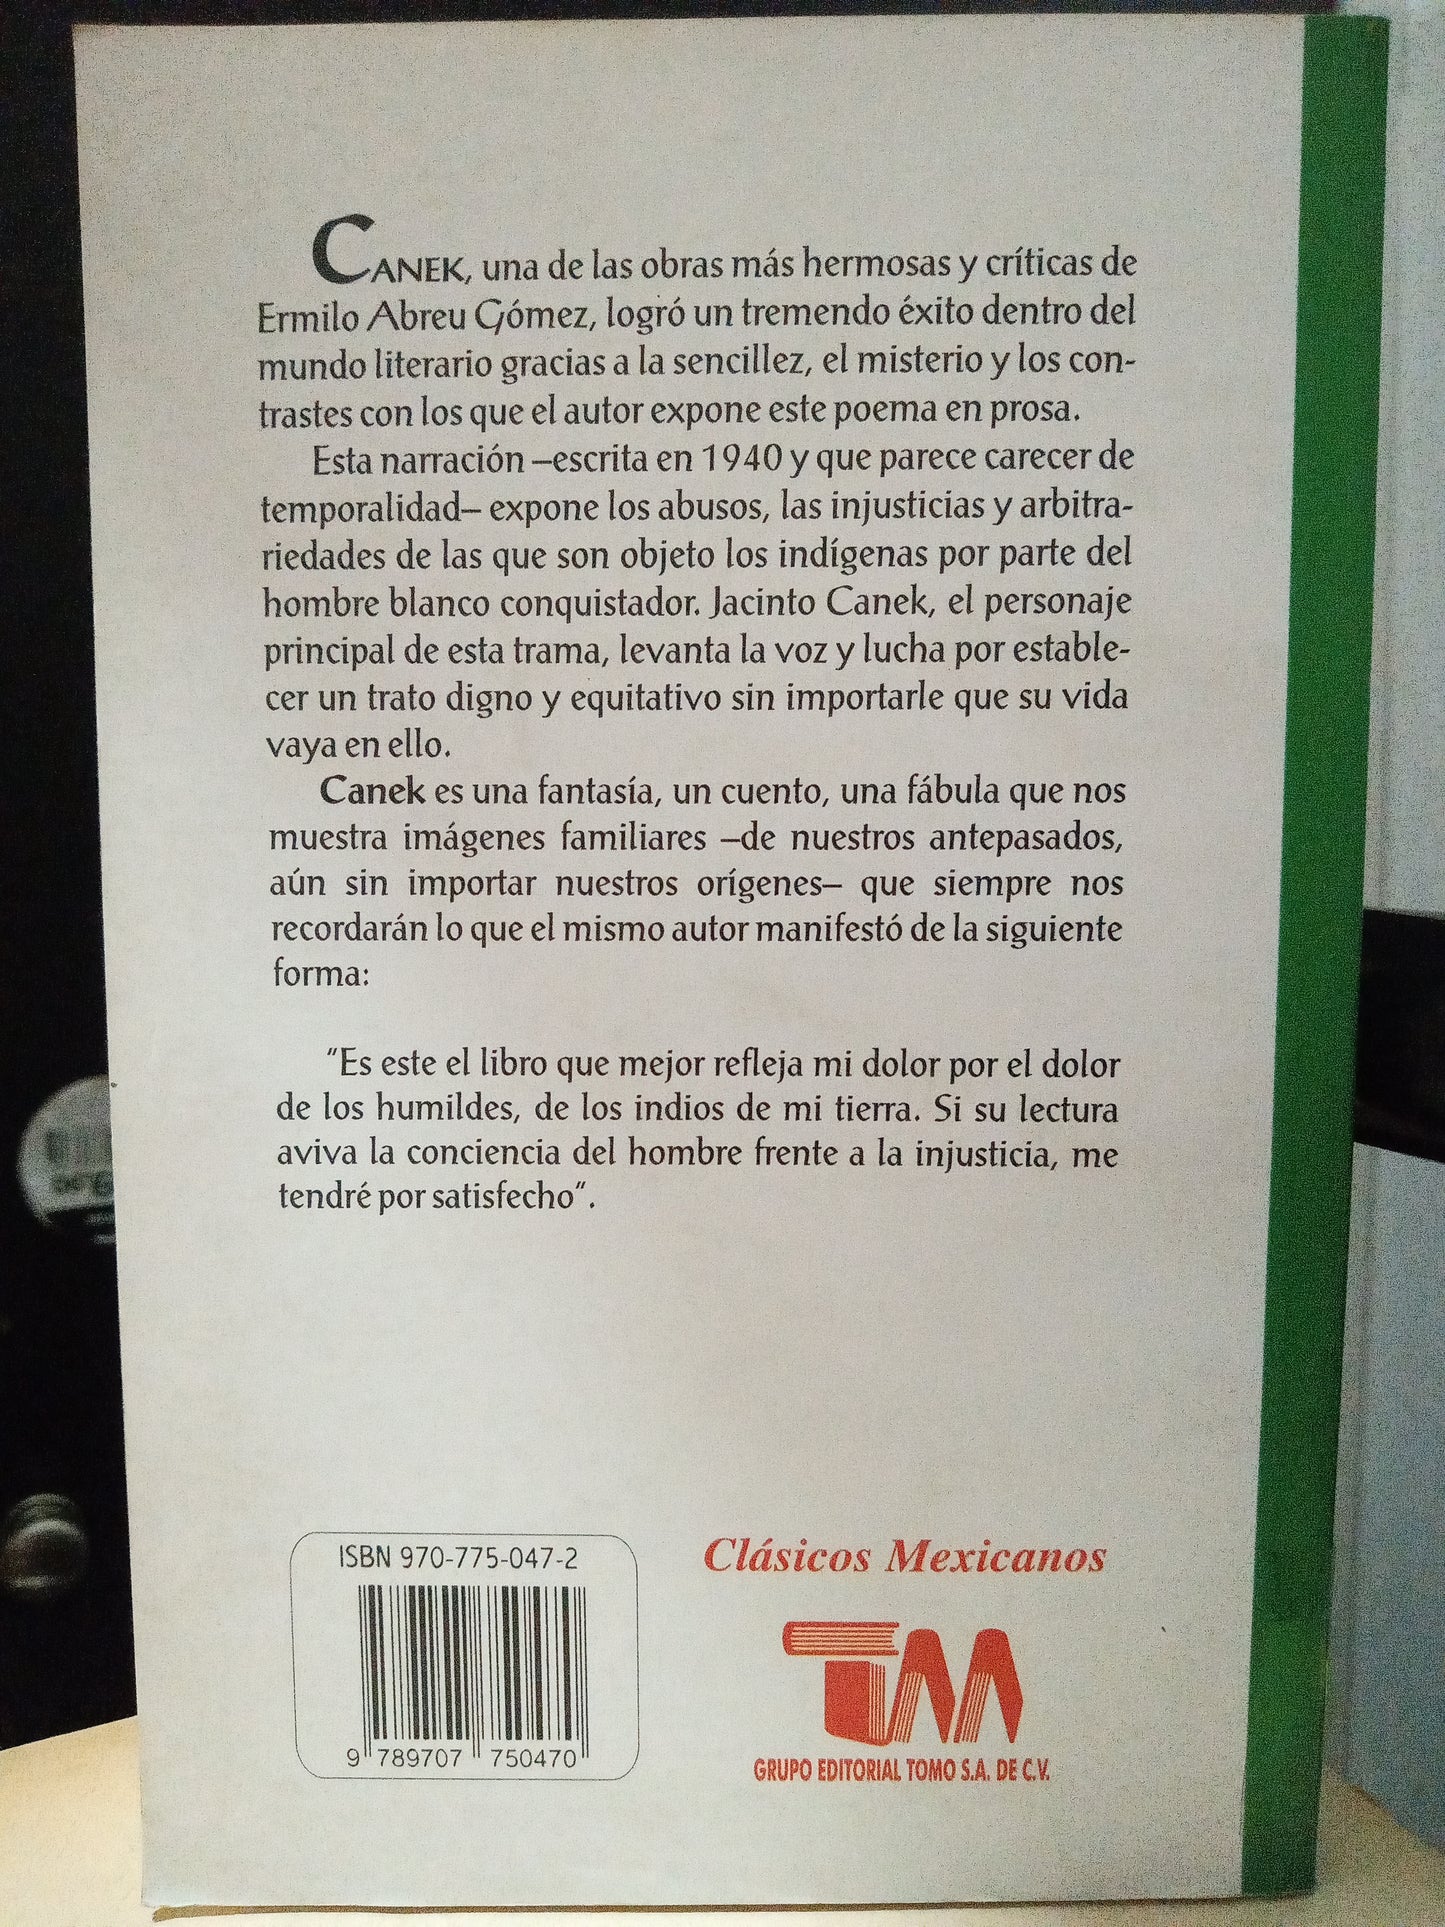 CANEK, una de las obras más hermosas y críticas de
Ermilo Abreu Gómez, logró un tremendo éxito dentro del
mundo literario gracias a la sencillez, el misterio y los con-
trastes con los que el autor expone este poema en prosa.
Esta narración –escrita en 1940 y que parece carecer de
temporalidad– expone los abusos, las injusticias y arbitra-
riedades de las que son objeto los indígenas por parte del
hombre blanco conquistador. Jacinto Canek, el personaje
principal de esta trama, levanta la voz y lucha por estable-
cer un trato digno y equitativo sin importarle que su vida
vaya en ello.
Canek es una fantasía, un cuento, una fábula que nos
muestra imágenes familiares –de nuestros antepasados,
aún sin importar nuestros orígenes– que siempre nos
recordarán lo que el mismo autor manifestó de la siguiente
forma:
"Es este el libro que mejor refleja mi dolor por el dolor
de los humildes, de los indios de mi tierra. Si su lectura
aviva la conciencia del hombre frente a la injusticia, me
tendré por satisfecho".
ISBN 970-775-047-2
9 789707 750470
Clásicos Mexicanos
TM
GRUPO EDITORIAL TOMO S.A. DE C.V.